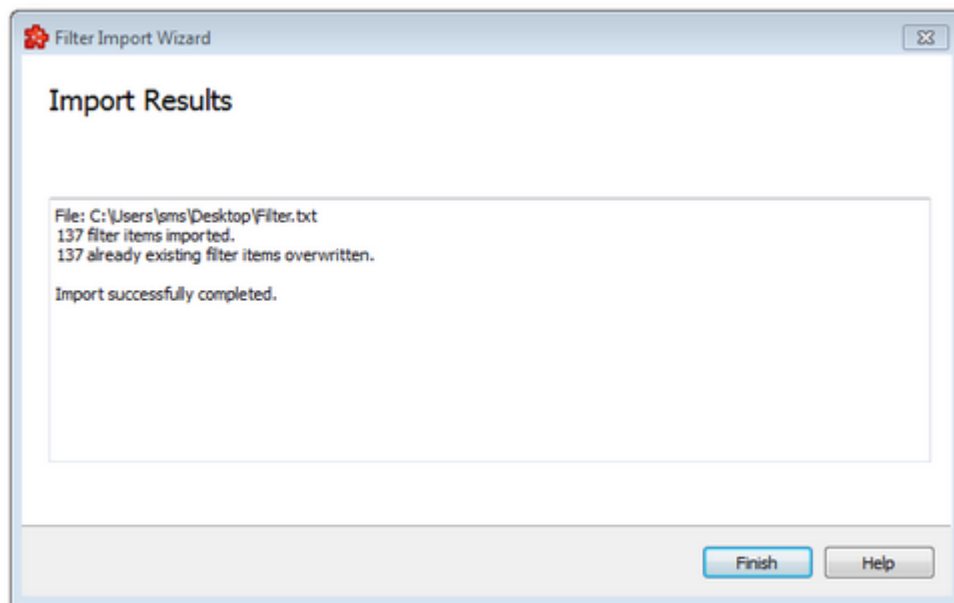 Filter Import Wizard
Import Results
File: C:\Users\sms\Desktop\Filter.txt
137 filter items imported.
137 already existing filter items overwritten.
Import successfully completed.
Finish
Help